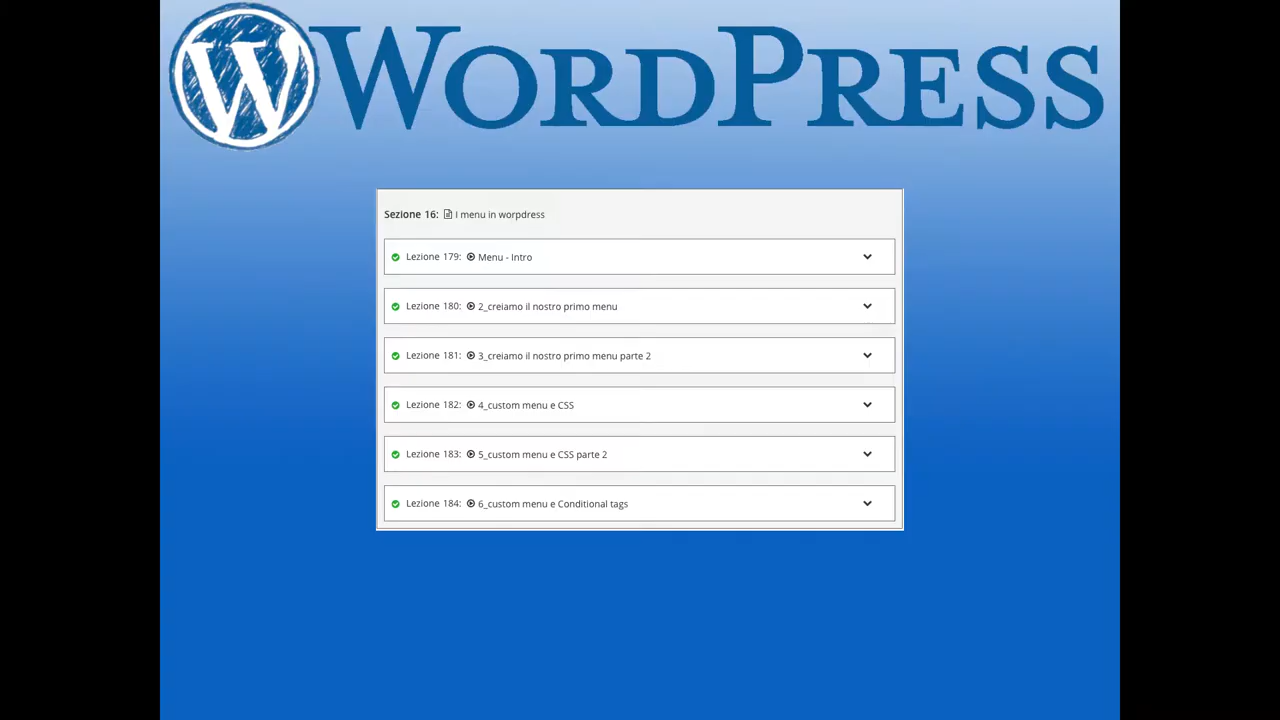 WORDPRESS
Sezione 16: I menu in worpdress
Lezione 179: Menu - Intro
Lezione 180: 2_creiamo il nostro primo menu
Lezione 181: 3_creiamo il nostro primo menu parte 2
Lezione 182: 4_custom menu e CSS
Lezione 183: 5_custom menu e CSS parte 2
Lezione 184: 6_custom menu e Conditional tags